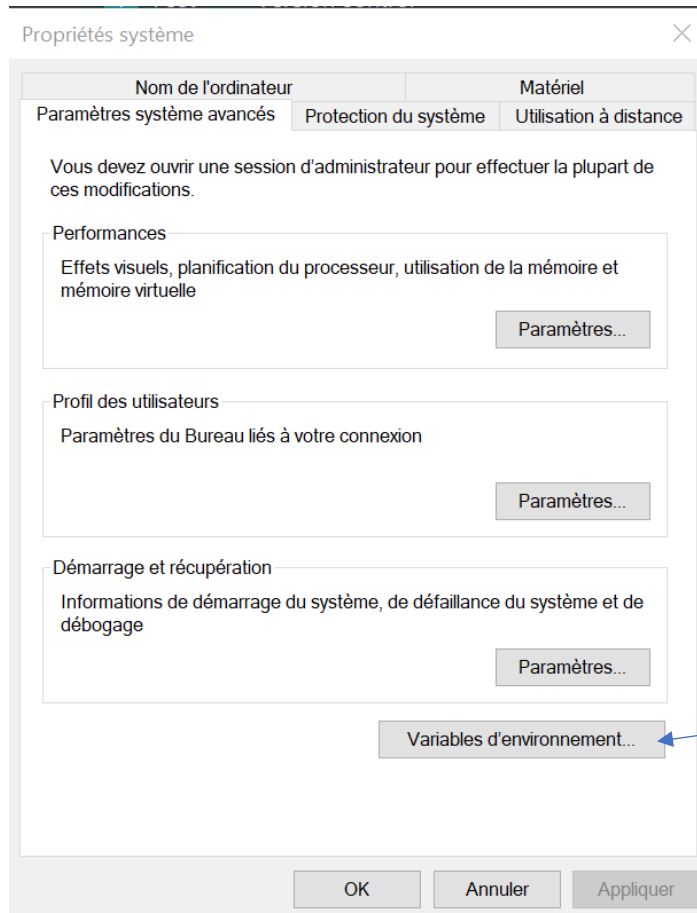 Propriétés système
Nom de l'ordinateur
Matériel
Paramètres système avancés
Protection du système
Utilisation à distance
Vous devez ouvrir une session d'administrateur pour effectuer la plupart de
ces modifications.
Performances
Effets visuels, planification du processeur, utilisation de la mémoire et
mémoire virtuelle
Paramètres...
Profil des utilisateurs
Paramètres du Bureau liés à votre connexion
Paramètres...
Démarrage et récupération
Informations de démarrage du système, de défaillance du système et de
débogage
Paramètres...
Variables d'environnement...
OK
Annuler
Appliquer